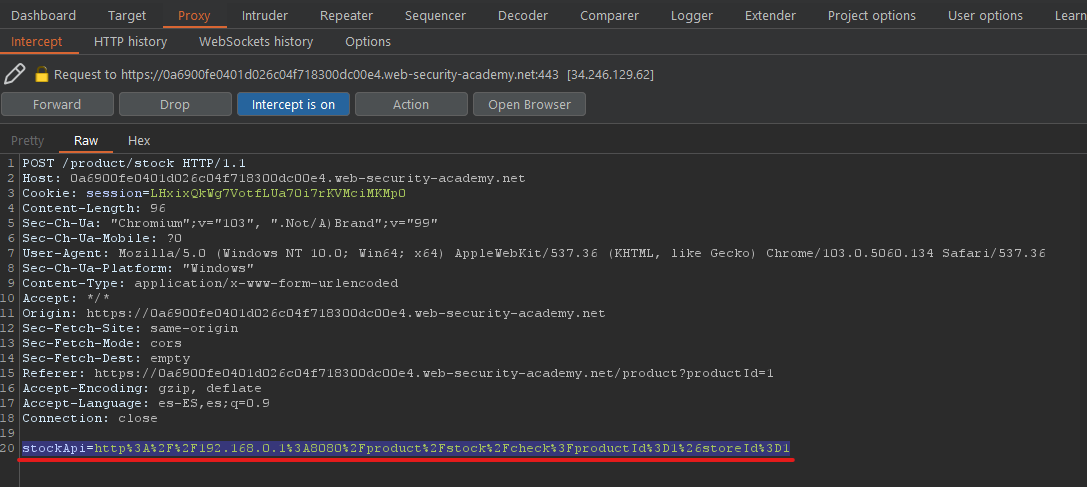 Dashboard Target Proxy Intruder Repeater Sequencer Decoder Comparer Logger Extender Project options User options Learn
Intercept HTTP history WebSockets history Options
Request to https://0a6900fe0401d026c04f718300dc00e4.web-security-academy.net:443 [34.246.129.62]
Forward Drop Intercept is on Action Open Browser
Pretty Raw Hex
1 POST /product/stock HTTP/1.1
2 Host: 0a6900fe0401d026c04f718300dc00e4.web-security-academy.net
3 Cookie: session=LHxixQkWg7VotfLUa70i7rKVMciMKMp0
4 Content-Length: 96
5 Sec-Ch-Ua: "Chromium";v="103", ".Not/A)Brand";v="99"
6 Sec-Ch-Ua-Mobile: ?0
7 User-Agent: Mozilla/5.0 (Windows NT 10.0; Win64; x64) AppleWebKit/537.36 (KHTML, like Gecko) Chrome/103.0.5060.134 Safari/537.36
8 Sec-Ch-Ua-Platform: "Windows"
9 Content-Type: application/x-www-form-urlencoded
10 Accept: */*
11 Origin: https://0a6900fe0401d026c04f718300dc00e4.web-security-academy.net
12 Sec-Fetch-Site: same-origin
13 Sec-Fetch-Mode: cors
14 Sec-Fetch-Dest: empty
15 Referer: https://0a6900fe0401d026c04f718300dc00e4.web-security-academy.net/product?productId=1
16 Accept-Encoding: gzip, deflate
17 Accept-Language: es-ES,es;q=0.9
18 Connection: close
19
20 stockApi=http%3A%2F%2F192.168.0.1%3A8080%2Fproduct%2Fstock%2Fcheck%3FproductId%3D1%26storeId%3D1